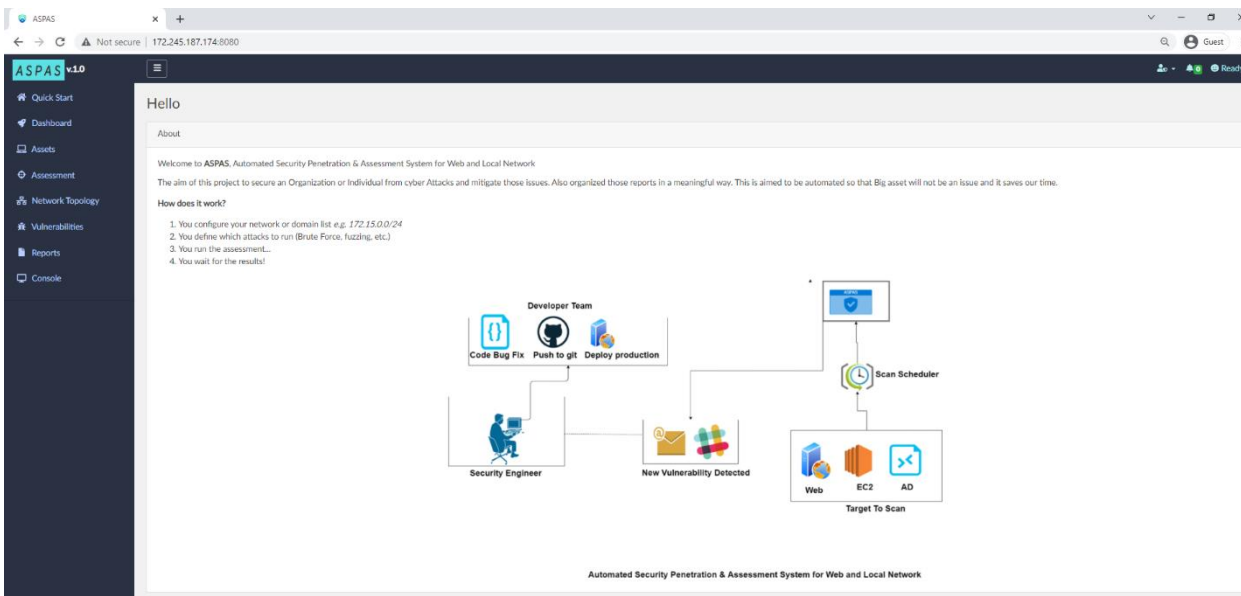 ASPAS
Not secure | 172.245.187.174:8080
Guest
ASPAS v.1.0
Quick Start
Dashboard
Assets
Assessment
Network Topology
Vulnerabilities
Reports
Console
0
Ready
Hello
About
Welcome to ASPAS, Automated Security Penetration & Assessment System for Web and Local Network
The aim of this project to secure an Organization or Individual from cyber Attacks and mitigate those issues. Also organized those reports in a meaningful way. This is aimed to be automated so that Big asset will not be an issue and it saves our time.
How does it work?
1. You configure your network or domain list e.g. 172.15.0.0/24
2. You define which attacks to run (Brute Force, fuzzing, etc.)
3. You run the assessment...
4. You wait for the results!
Developer Team
Code Bug Fix Push to git Deploy production
ASPAS
Scan Scheduler
Security Engineer
New Vulnerability Detected
Web EC2 AD
Target To Scan
Automated Security Penetration & Assessment System for Web and Local Network